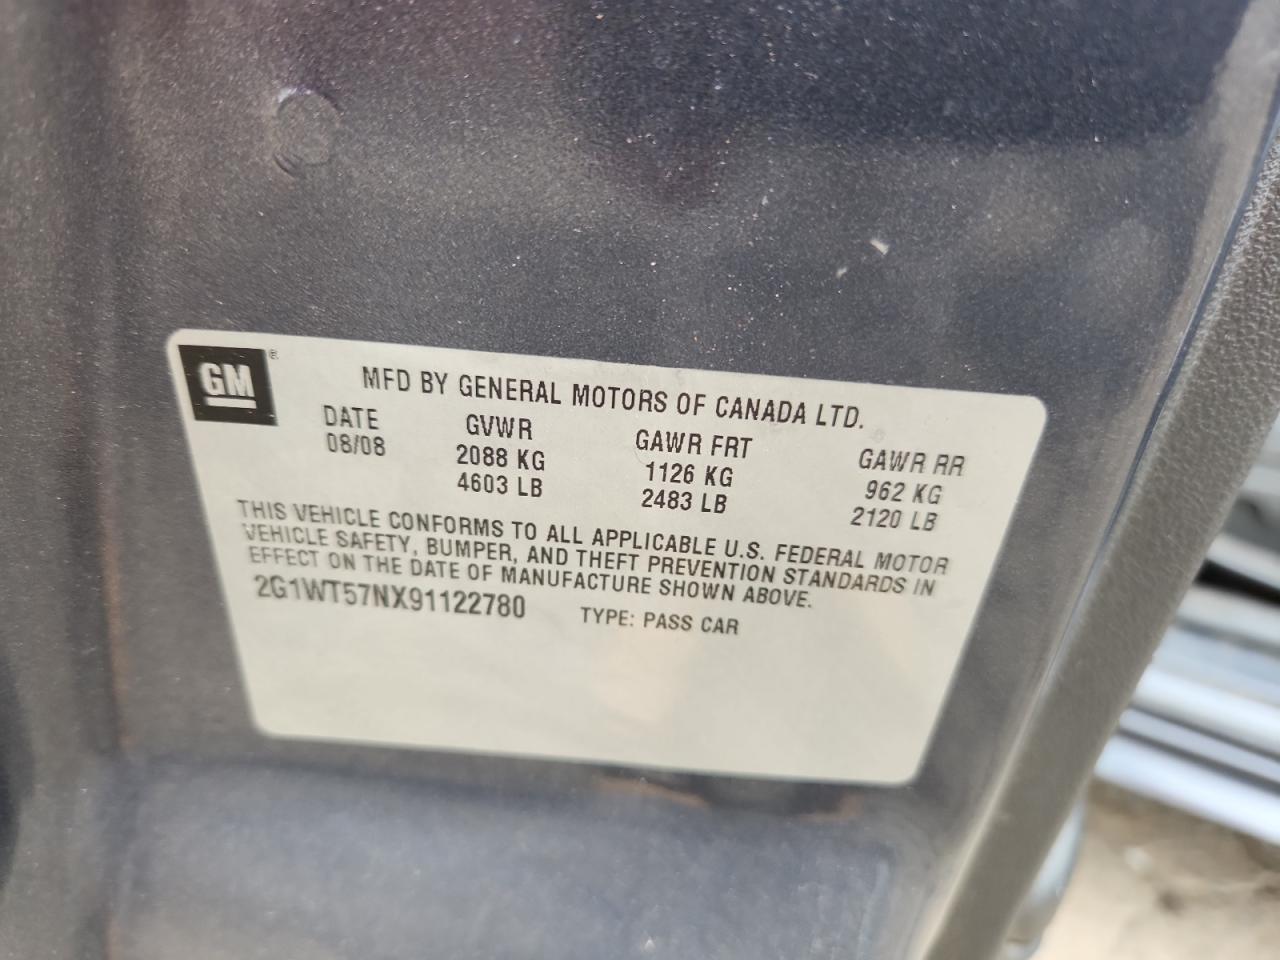 GM ®
MFD BY GENERAL MOTORS OF CANADA LTD.
DATE GVWR GAWR FRT GAWR RR
08/08 2088 KG 1126 KG 962 KG
4603 LB 2483 LB 2120 LB
THIS VEHICLE CONFORMS TO ALL APPLICABLE U.S. FEDERAL MOTOR
VEHICLE SAFETY, BUMPER, AND THEFT PREVENTION STANDARDS IN
EFFECT ON THE DATE OF MANUFACTURE SHOWN ABOVE.
2G1WT57NX91122780 TYPE: PASS CAR